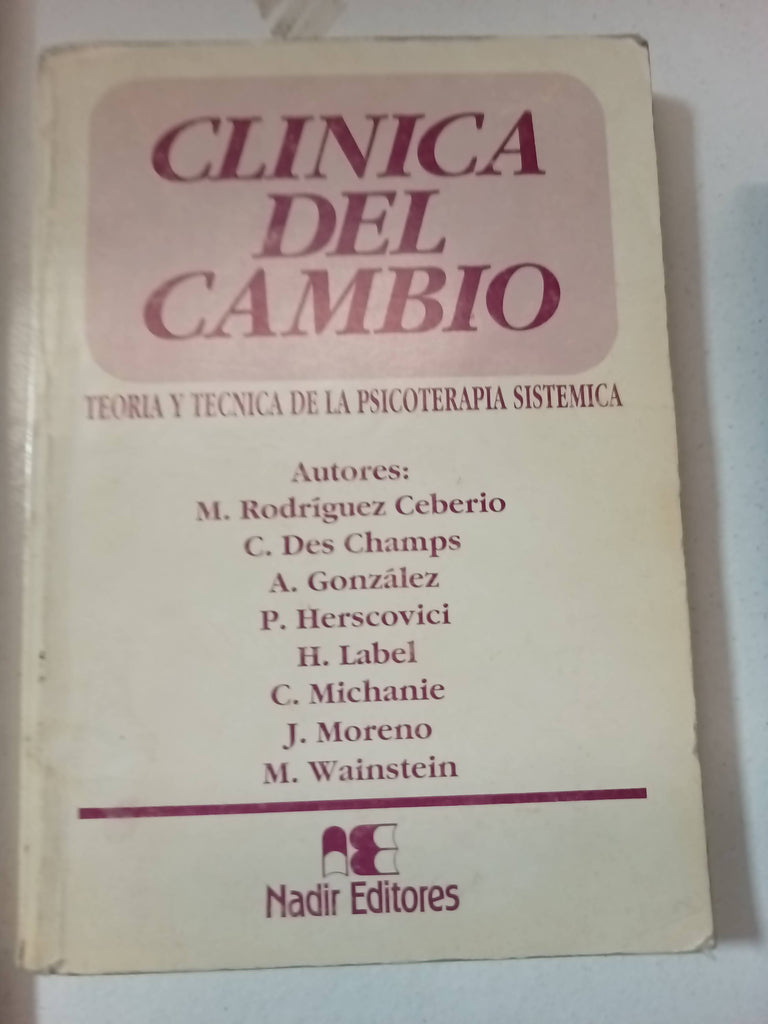 CLINICA
DEL
CAMBIO
TEORIA Y TECNICA DE LA PSICOTERAPIA SISTEMICA
Autores:
M. Rodríguez Ceberio
C. Des Champs
A. González
P. Herscovici
H. Label
C. Michanie
J. Moreno
M. Wainstein
Nadir Editores